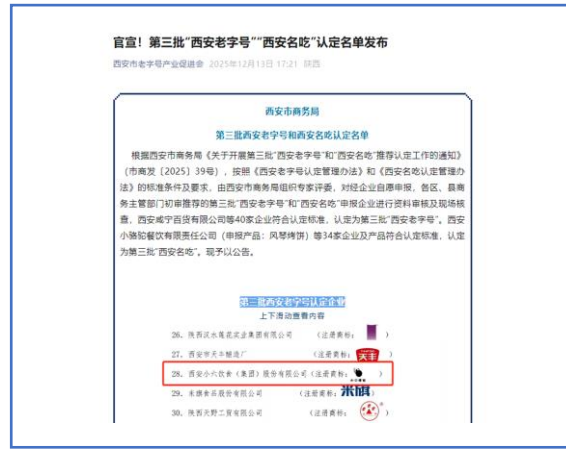 官宣！第三批“西安老字号”“西安名吃”认定名单发布
西安市老字号产业促进会 2025年12月13日 17:21 陕西
西安市商务局
第三批西安老字号和西安名吃认定名单
根据西安市商务局《关于开展第三批“西安老字号”和“西安名吃”推荐认定工作的通知》
（市商发〔2025〕39号），按照《西安老字号认定管理办法》和《西安名吃认定管理办
法》的标准条件及要求，由西安市商务局组织专家评委，对经企业自愿申报，各区、县商
务主管部门初审推荐的第三批“西安老字号”和“西安名吃”申报企业进行资料审核及现场核
查，西安咸宁百货有限公司等40家企业符合认定标准，认定为第三批“西安老字号”。西安
小骆驼餐饮有限责任公司（申报产品：风琴烤饼）等34家企业及产品符合认定标准，认定
为第三批“西安名吃”。现予以公告。
第三批西安老字号认定企业
上下滑动查看内容
26、陕西汉水莲花实业集团有限公司 （注册商标： ）
27、西安市天丰酿造厂 （注册商标：天丰 ）
28、西安小六饮食（集团）股份有限公司（注册商标： ）
29、米旗食品股份有限公司 （注册商标：米旗）
30、陕西天野工贸有限公司 （注册商标： ）